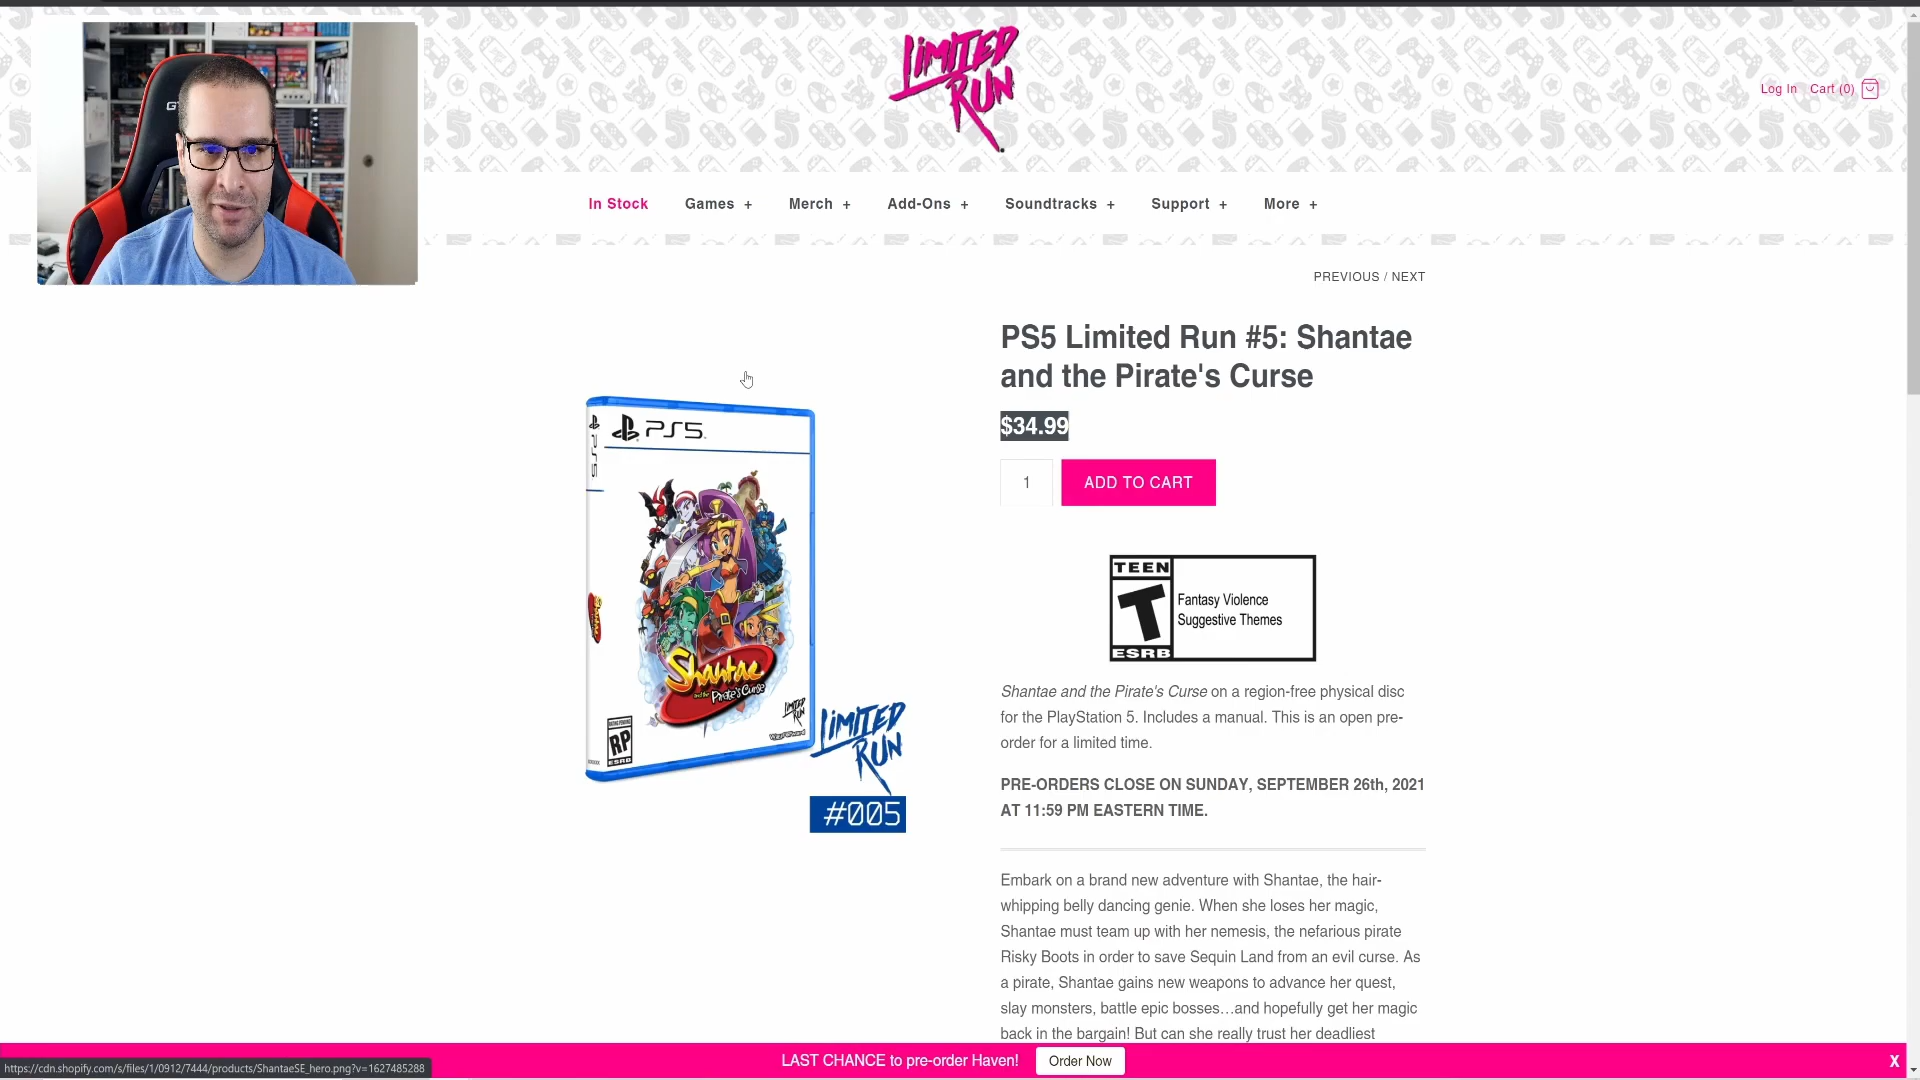 LIMITED
RUN
Log In Cart (0)
In Stock Games + Merch + Add-Ons + Soundtracks + Support + More +
PREVIOUS / NEXT
PS5 Limited Run #5: Shantae
and the Pirate's Curse
$34.99
1 ADD TO CART
PS5
PS5
TEEN
T
ESRB
Fantasy Violence
Suggestive Themes
Shantae
and the Pirate's Curse
LIMITED
RUN
RATING PENDING
RP
ESRB
WayForward
LIMITED
RUN
#005
Shantae and the Pirate's Curse on a region-free physical disc
for the PlayStation 5. Includes a manual. This is an open pre-
order for a limited time.
PRE-ORDERS CLOSE ON SUNDAY, SEPTEMBER 26th, 2021
AT 11:59 PM EASTERN TIME.
Embark on a brand new adventure with Shantae, the hair-
whipping belly dancing genie. When she loses her magic,
Shantae must team up with her nemesis, the nefarious pirate
Risky Boots in order to save Sequin Land from an evil curse. As
a pirate, Shantae gains new weapons to advance her quest,
slay monsters, battle epic bosses…and hopefully get her magic
back in the bargain! But can she really trust her deadliest
LAST CHANCE to pre-order Haven! Order Now X
https://cdn.shopify.com/s/files/1/0912/7444/products/ShantaeSE_hero.png?v=1627485288